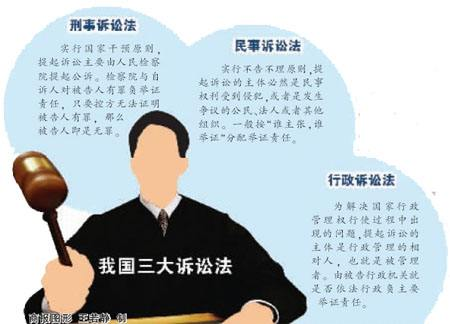 刑事诉讼法
实行国家干预原则，
提起诉讼主要由人民检察
院提起公诉。检察院与自
诉人对被告人有罪负举证
责任，只要控方无法证明
被告人有罪，那么
被告人即是无罪。
民事诉讼法
实行不告不理原则，提
起诉讼的主体必然是民事
权利受到侵犯，或者是发生
争议的公民、法人或者其他
组织。一般按“谁主张，谁
举证”分配举证责任。
行政诉讼法
为解决国家行政
管理权行使过程中出
现的问题，提起诉讼的
主体是行政管理的相
对人，也就是被管理
者。由被告行政机关就
是否依法行政负主要
举证责任。
我国三大诉讼法
商报图形 王若静 制